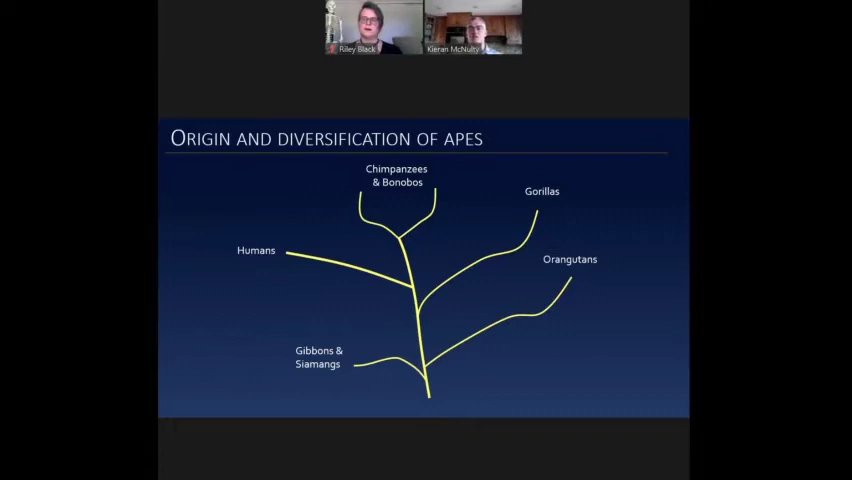 Riley Black
Kieran McNulty
ORIGIN AND DIVERSIFICATION OF APES
Chimpanzees
& Bonobos
Gorillas
Humans
Orangutans
Gibbons &
Siamangs